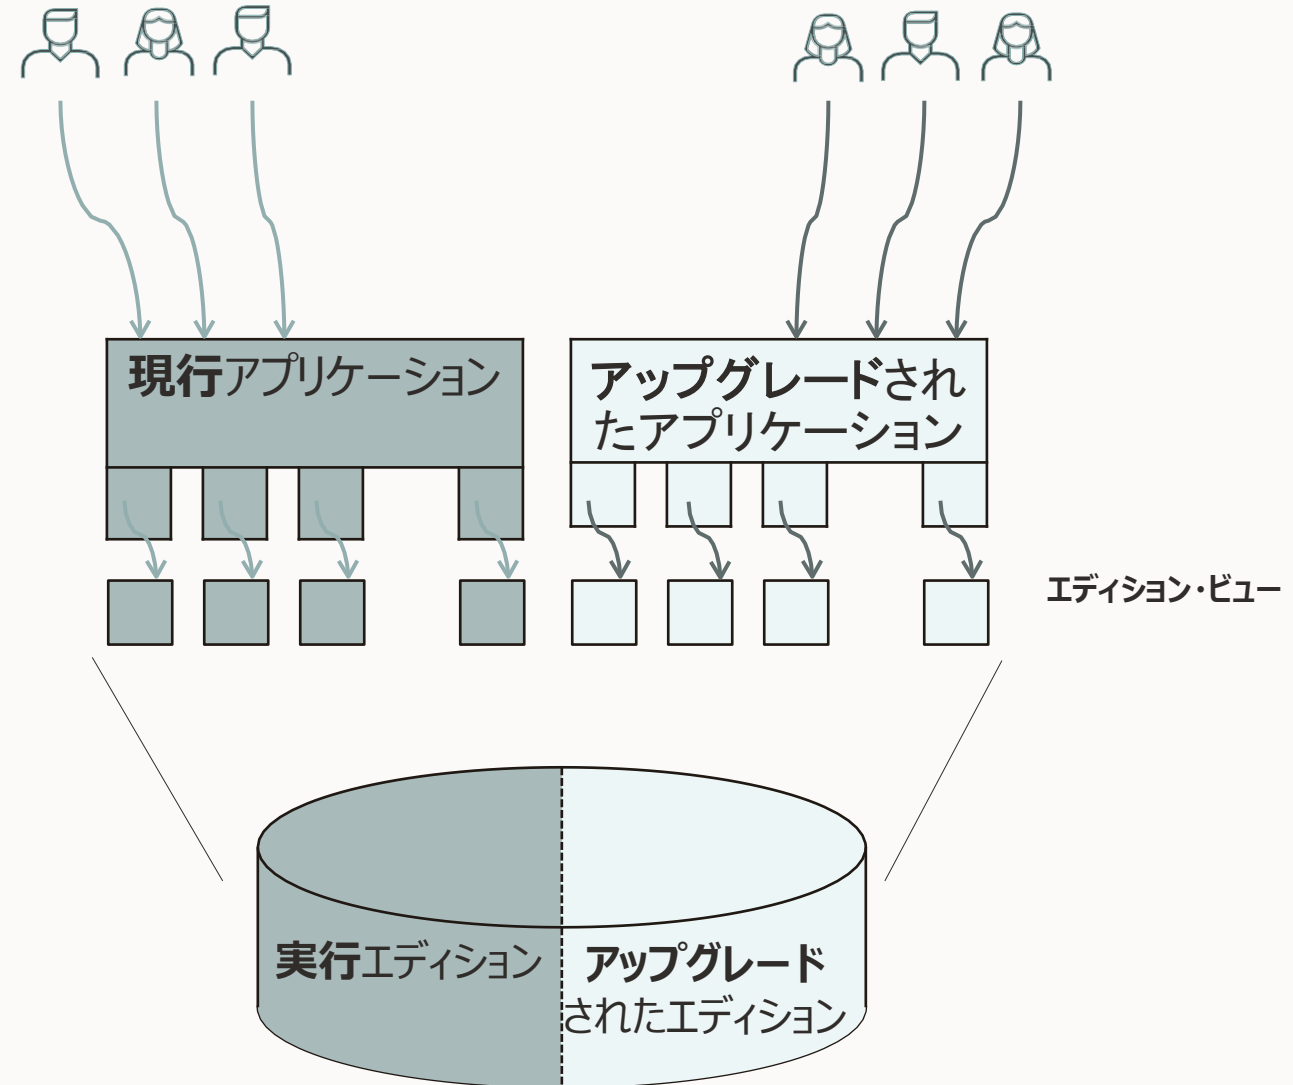 現行アプリケーション
アップグレードされ
たアプリケーション
エディション・ビュー
実行エディション
アップグレード
されたエディション